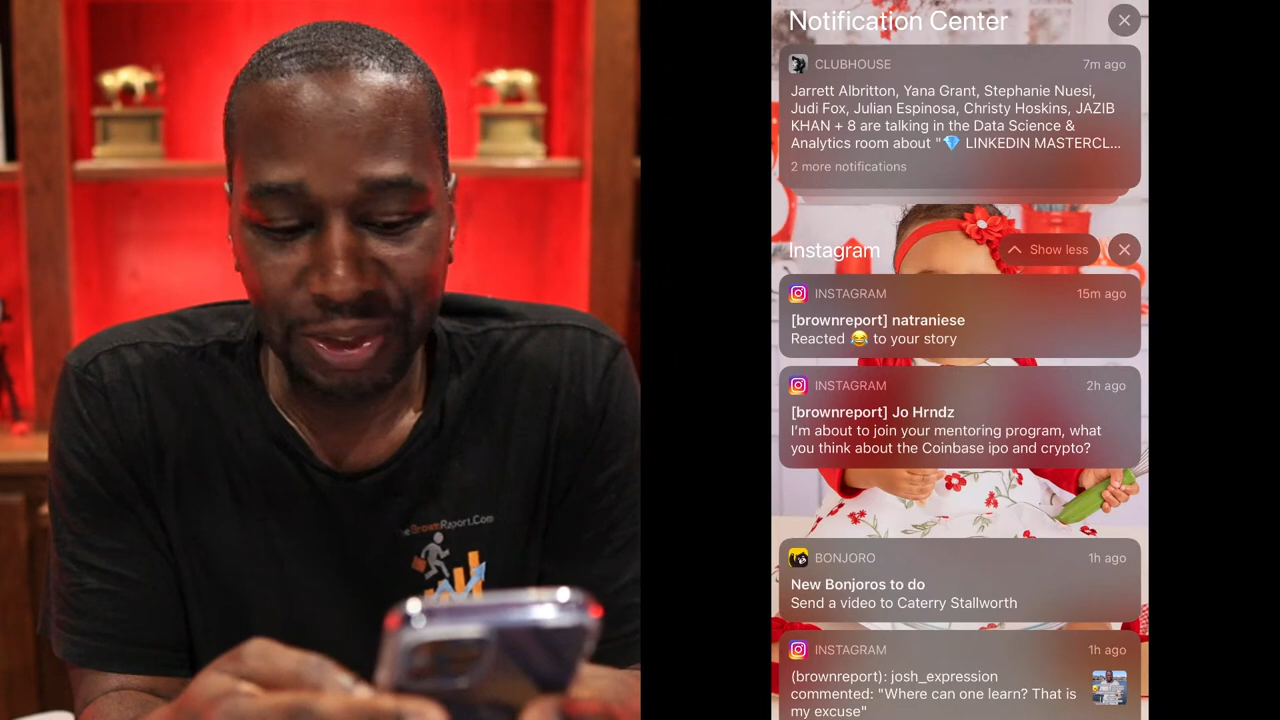 Notification Center
CLUBHOUSE 7m ago
Jarrett Albritton, Yana Grant, Stephanie Nuesi,
Judi Fox, Julian Espinosa, Christy Hoskins, JAZIB
KHAN + 8 are talking in the Data Science &
Analytics room about "💎 LINKEDIN MASTERCL...
2 more notifications
Instagram
Show less
INSTAGRAM 15m ago
[brownreport] natraniese
Reacted 😂 to your story
INSTAGRAM 2h ago
[brownreport] Jo Hrndz
I'm about to join your mentoring program, what
you think about the Coinbase ipo and crypto?
BONJORO 1h ago
New Bonjoros to do
Send a video to Caterry Stallworth
INSTAGRAM 1h ago
(brownreport): josh_expression
commented: "Where can one learn? That is
my excuse"
eBrownReport.Com